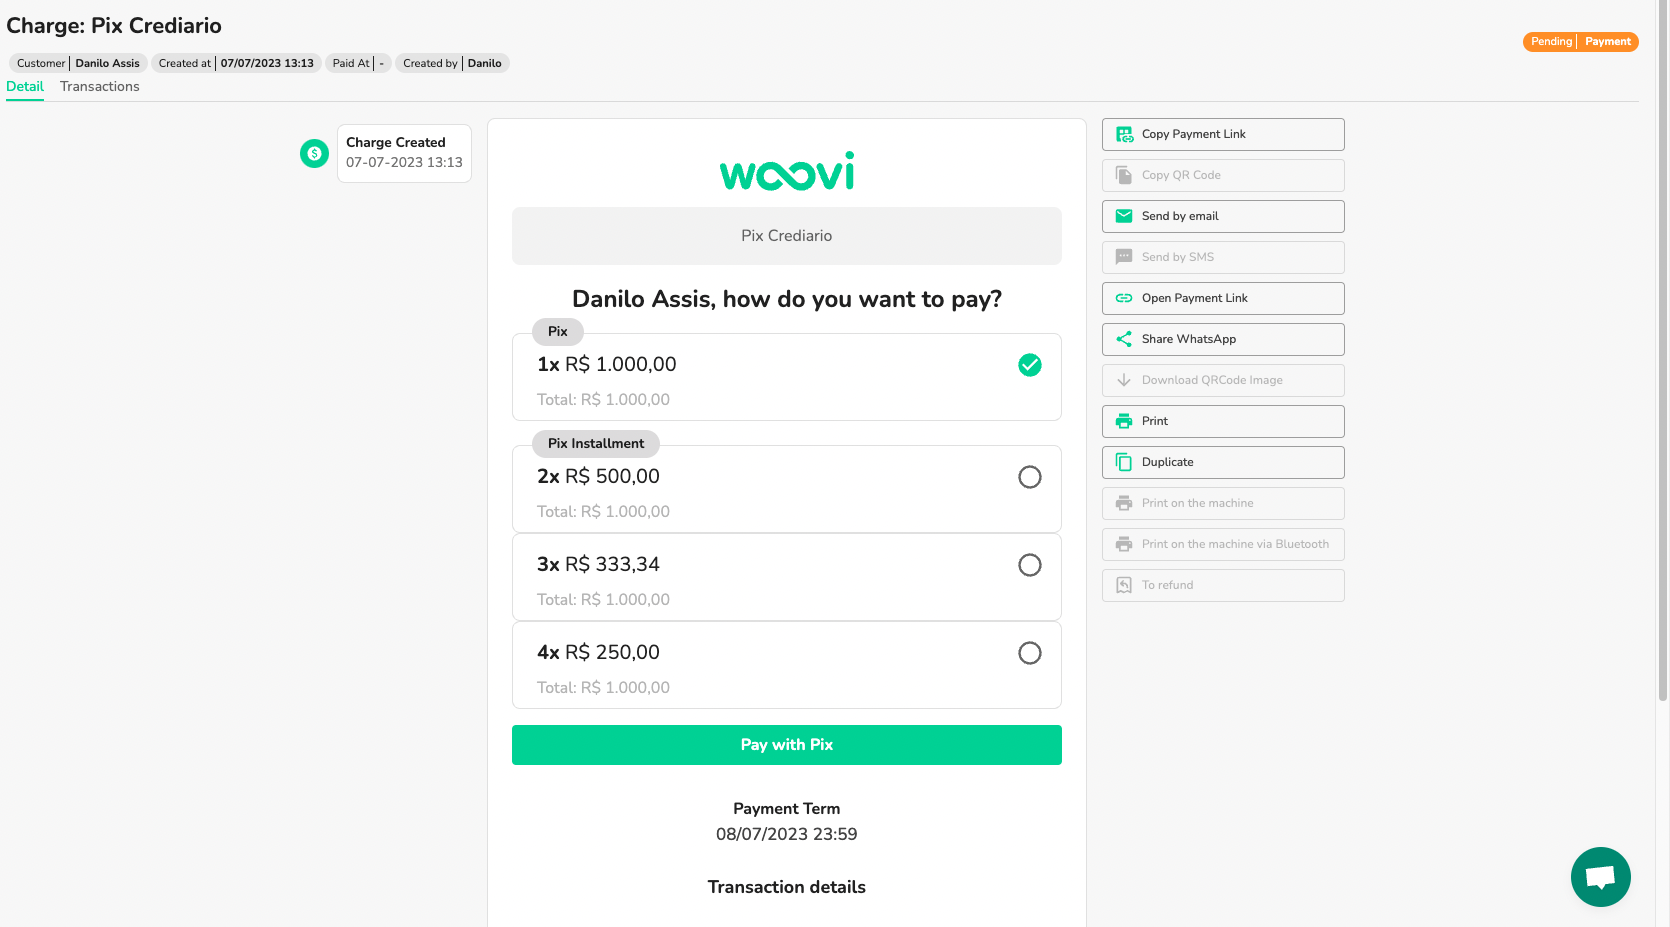 Charge: Pix Crediario
Pending | Payment
Customer | Danilo Assis
Created at | 07/07/2023 13:13
Paid At | -
Created by | Danilo
Detail
Transactions
Charge Created
07-07-2023 13:13
woovi
Pix Crediario
Danilo Assis, how do you want to pay?
Pix
1x R$ 1.000,00
Total: R$ 1.000,00
Pix Installment
2x R$ 500,00
Total: R$ 1.000,00
3x R$ 333,34
Total: R$ 1.000,00
4x R$ 250,00
Total: R$ 1.000,00
Pay with Pix
Payment Term
08/07/2023 23:59
Transaction details
Copy Payment Link
Copy QR Code
Send by email
Send by SMS
Open Payment Link
Share WhatsApp
Download QRCode Image
Print
Duplicate
Print on the machine
Print on the machine via Bluetooth
To refund